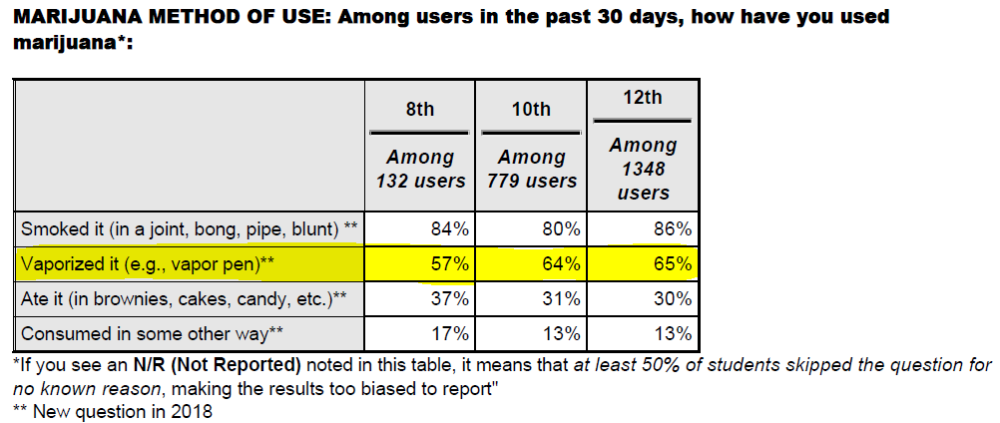 MARIJUANA METHOD OF USE: Among users in the past 30 days, how have you used
marijuana*:
8th 10th 12th
Among 132 users Among 779 users Among 1348 users
Smoked it (in a joint, bong, pipe, blunt) ** 84% 80% 86%
Vaporized it (e.g., vapor pen)** 57% 64% 65%
Ate it (in brownies, cakes, candy, etc.)** 37% 31% 30%
Consumed in some other way** 17% 13% 13%
*If you see an N/R (Not Reported) noted in this table, it means that at least 50% of students skipped the question for
no known reason, making the results too biased to report"
** New question in 2018